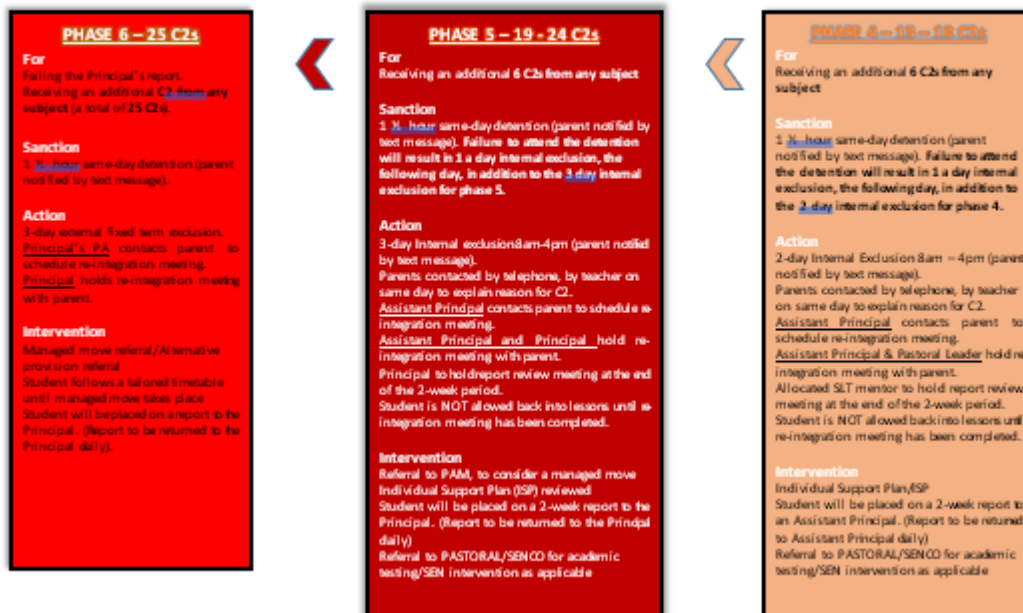 PHASE 6 – 25 C2s
For
Failing the Principal's report.
Receiving an additional C2 from any
subject (a total of 25 C2s).
Sanction
1 ½ hour same-day detention (parent
notified by text message).
Action
3-day external fixed term exclusion.
Principal's PA contacts parent to
schedule re-integration meeting.
Principal holds re-integration meeting
with parent.
Intervention
Managed move referral/Alternative
provision referral
Student follows a tailored timetable
until managed move takes place
Student will be placed on a report to the
Principal. (Report to be returned to the
Principal daily).
PHASE 5 – 19 - 24 C2s
For
Receiving an additional 6 C2s from any subject
Sanction
1 ½ hour same-day detention (parent notified by
text message). Failure to attend the detention
will result in 1 a day internal exclusion, the
following day, in addition to the 3 day internal
exclusion for phase 5.
Action
3-day Internal exclusion 8am-4pm (parent notified
by text message).
Parents contacted by telephone, by teacher on
same day to explain reason for C2.
Assistant Principal contacts parent to schedule re-
integration meeting.
Assistant Principal and Principal hold re-
integration meeting with parent.
Principal to hold report review meeting at the end
of the 2-week period.
Student is NOT allowed back into lessons until re-
integration meeting has been completed.
Intervention
Referral to PAM, to consider a managed move
Individual Support Plan (ISP) reviewed
Student will be placed on a 2-week report to the
Principal. (Report to be returned to the Principal
daily)
Referral to PASTORAL/SENCO for academic
testing/SEN intervention as applicable
PHASE 4 – 13 – 18 C2s
For
Receiving an additional 6 C2s from any
subject
Sanction
1 ½ hour same-day detention (parent
notified by text message). Failure to attend
the detention will result in 1 a day internal
exclusion, the following day, in addition to
the 2 day internal exclusion for phase 4.
Action
2-day Internal Exclusion 8am – 4pm (parent
notified by text message).
Parents contacted by telephone, by teacher
on same day to explain reason for C2.
Assistant Principal contacts parent to
schedule re-integration meeting.
Assistant Principal & Pastoral Leader hold re-
integration meeting with parent.
Allocated SLT mentor to hold report review
meeting at the end of the 2-week period.
Student is NOT allowed back into lessons until
re-integration meeting has been completed.
Intervention
Individual Support Plan/ISP
Student will be placed on a 2-week report to
an Assistant Principal. (Report to be returned
to Assistant Principal daily)
Referral to PASTORAL/SENCO for academic
testing/SEN intervention as applicable